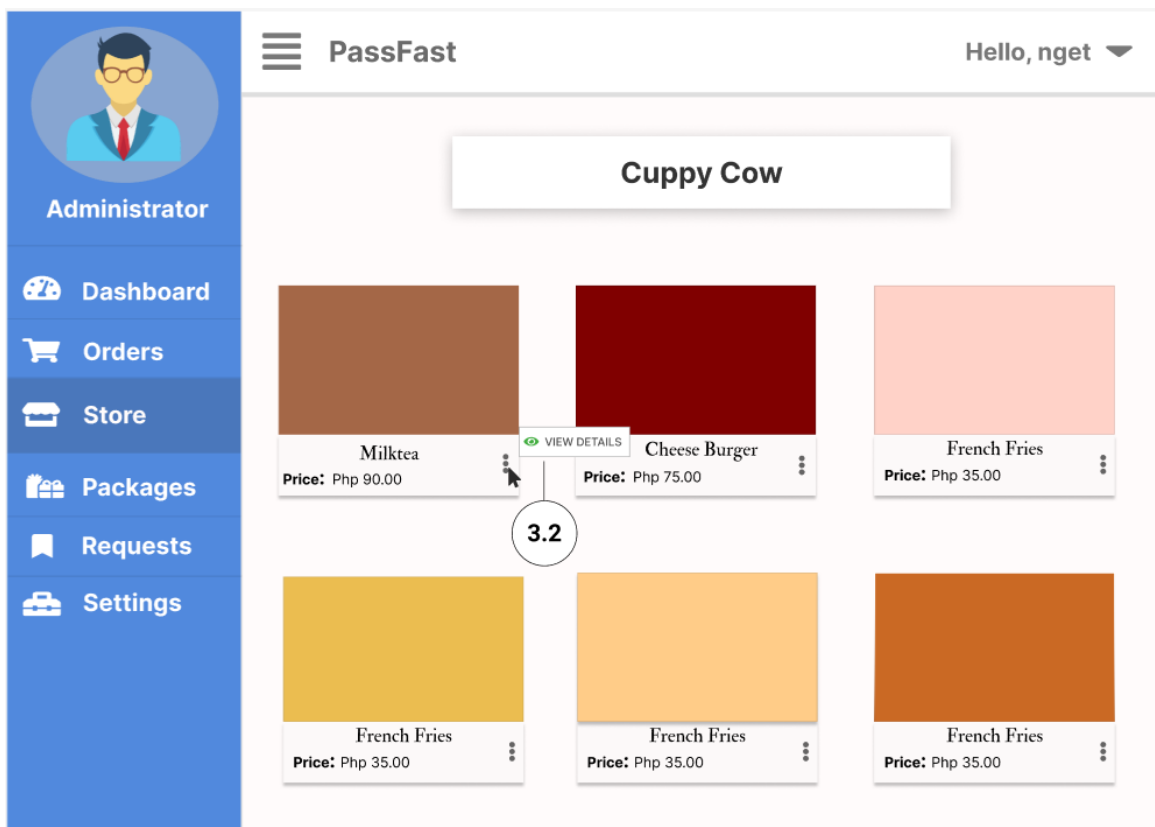 PassFast
Hello, nget
Administrator
Dashboard
Orders
Store
Packages
Requests
Settings
Cuppy Cow
Milktea
Price: Php 90.00
VIEW DETAILS
3.2
Cheese Burger
Price: Php 75.00
French Fries
Price: Php 35.00
French Fries
Price: Php 35.00
French Fries
Price: Php 35.00
French Fries
Price: Php 35.00